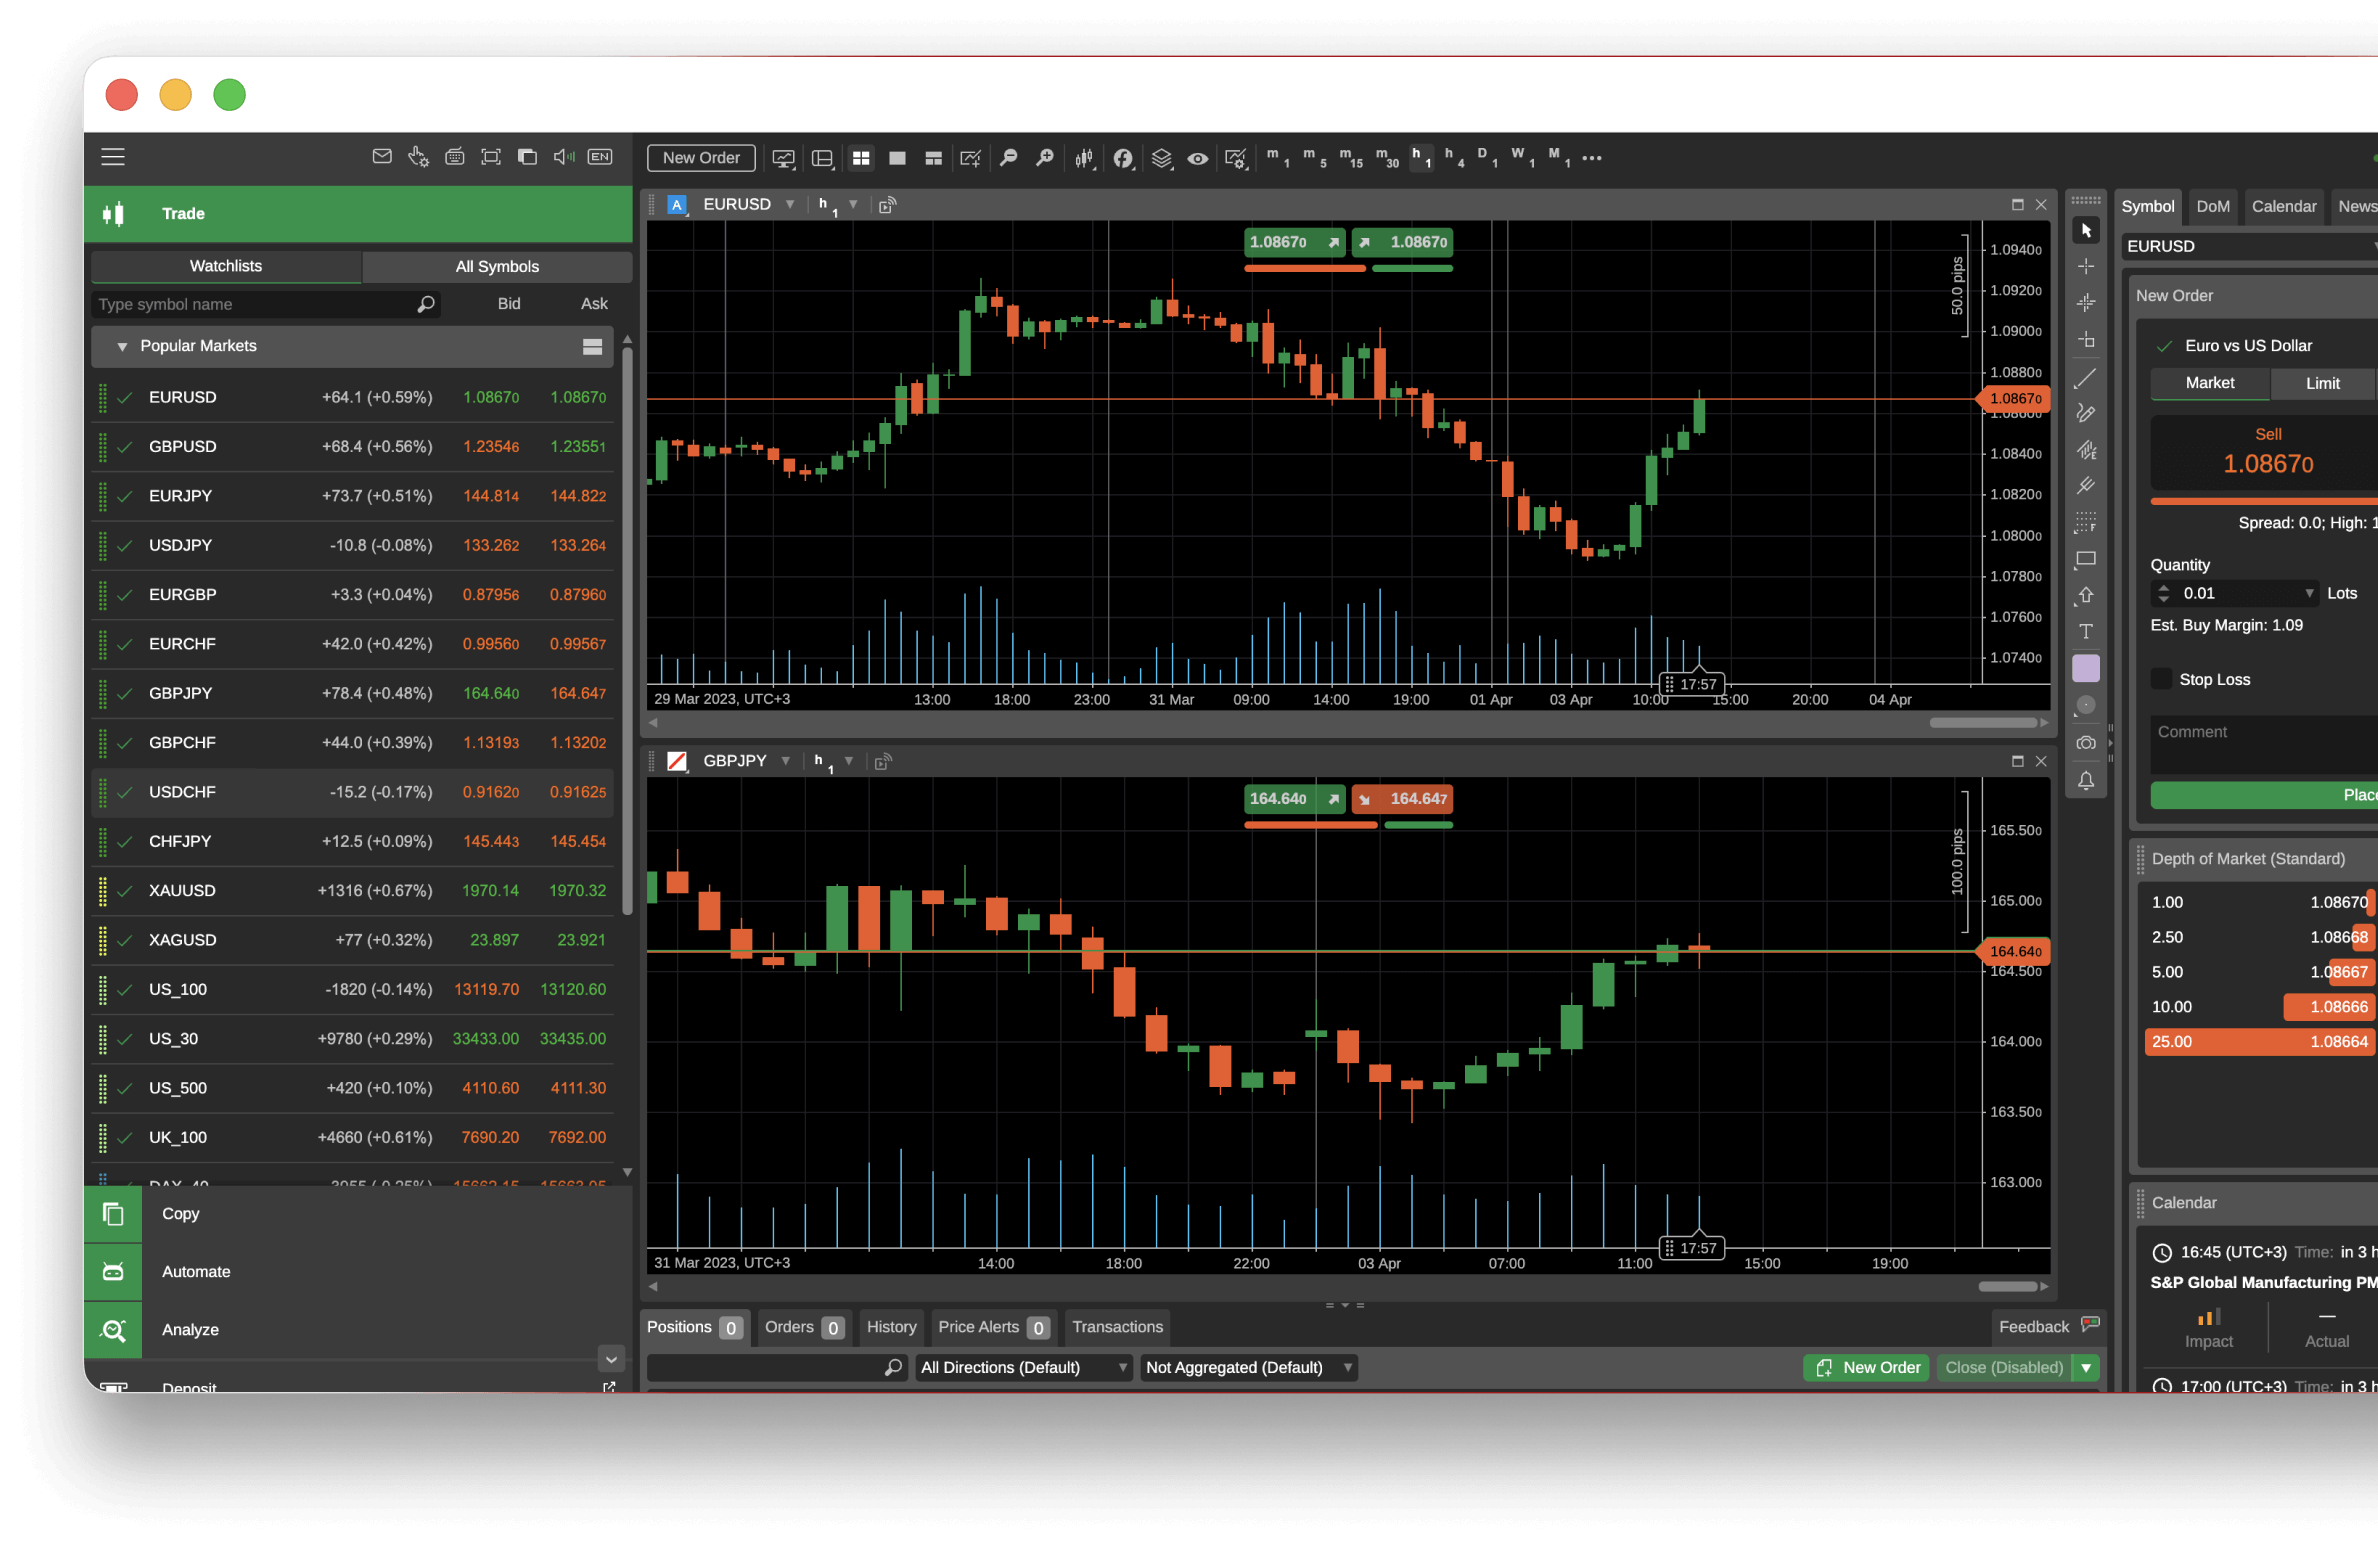 EN
New Order
m 1
m 5
m 15
m 30
h 1
h 4
D 1
W 1
M 1
Trade
Watchlists
All Symbols
Type symbol name
Bid
Ask
Popular Markets
EURUSD +64.1 (+0.59%) 1.08670 1.08670
GBPUSD +68.4 (+0.56%) 1.23546 1.23551
EURJPY +73.7 (+0.51%) 144.814 144.822
USDJPY -10.8 (-0.08%) 133.262 133.264
EURGBP +3.3 (+0.04%) 0.87956 0.87960
EURCHF +42.0 (+0.42%) 0.99560 0.99567
GBPJPY +78.4 (+0.48%) 164.640 164.647
GBPCHF +44.0 (+0.39%) 1.13193 1.13202
USDCHF -15.2 (-0.17%) 0.91620 0.91625
CHFJPY +12.5 (+0.09%) 145.443 145.454
XAUUSD +1316 (+0.67%) 1970.14 1970.32
XAGUSD +77 (+0.32%) 23.897 23.921
US_100 -1820 (-0.14%) 13119.70 13120.60
US_30 +9780 (+0.29%) 33433.00 33435.00
US_500 +420 (+0.10%) 4110.60 4111.30
UK_100 +4660 (+0.61%) 7690.20 7692.00
Copy
Automate
Analyze
Deposit
A EURUSD h 1
1.08670 1.08670
50.0 pips
1.09400
1.09200
1.09000
1.08800
1.08670
1.08600
1.08400
1.08200
1.08000
1.07800
1.07600
1.07400
17:57
29 Mar 2023, UTC+3 13:00 18:00 23:00 31 Mar 09:00 14:00 19:00 01 Apr 03 Apr 10:00 15:00 20:00 04 Apr
GBPJPY h 1
164.640 164.647
100.0 pips
165.500
165.000
164.640
164.500
164.000
163.500
163.000
17:57
31 Mar 2023, UTC+3 14:00 18:00 22:00 03 Apr 07:00 11:00 15:00 19:00
Positions 0
Orders 0
History
Price Alerts 0
Transactions
Feedback
All Directions (Default)
Not Aggregated (Default)
New Order
Close (Disabled)
E
F
T
Symbol
DoM
Calendar
News
EURUSD
New Order
Euro vs US Dollar
Market
Limit
Sell
1.08670
Spread: 0.0; High: 1
Quantity
0.01 Lots
Est. Buy Margin: 1.09
Stop Loss
Comment
Depth of Market (Standard)
1.00 1.08670
2.50 1.08668
5.00 1.08667
10.00 1.08666
25.00 1.08664
Calendar
16:45 (UTC+3) Time: in 3
S&P Global Manufacturing
Impact
Actual
17:00 (UTC+3) Time: in 3